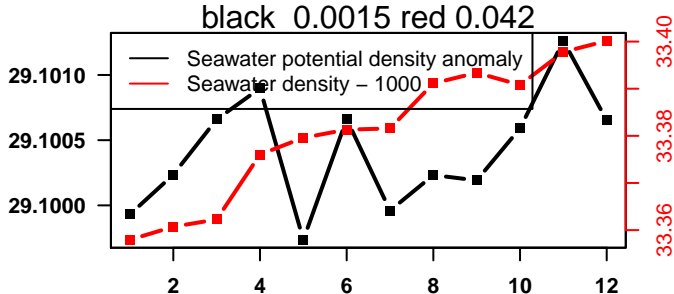 black 0.0015 red 0.042
Seawater potential density anomaly
Seawater density − 1000
29.1010
29.1005
29.1000
33.40
33.38
33.36
2 4 6 8 10 12